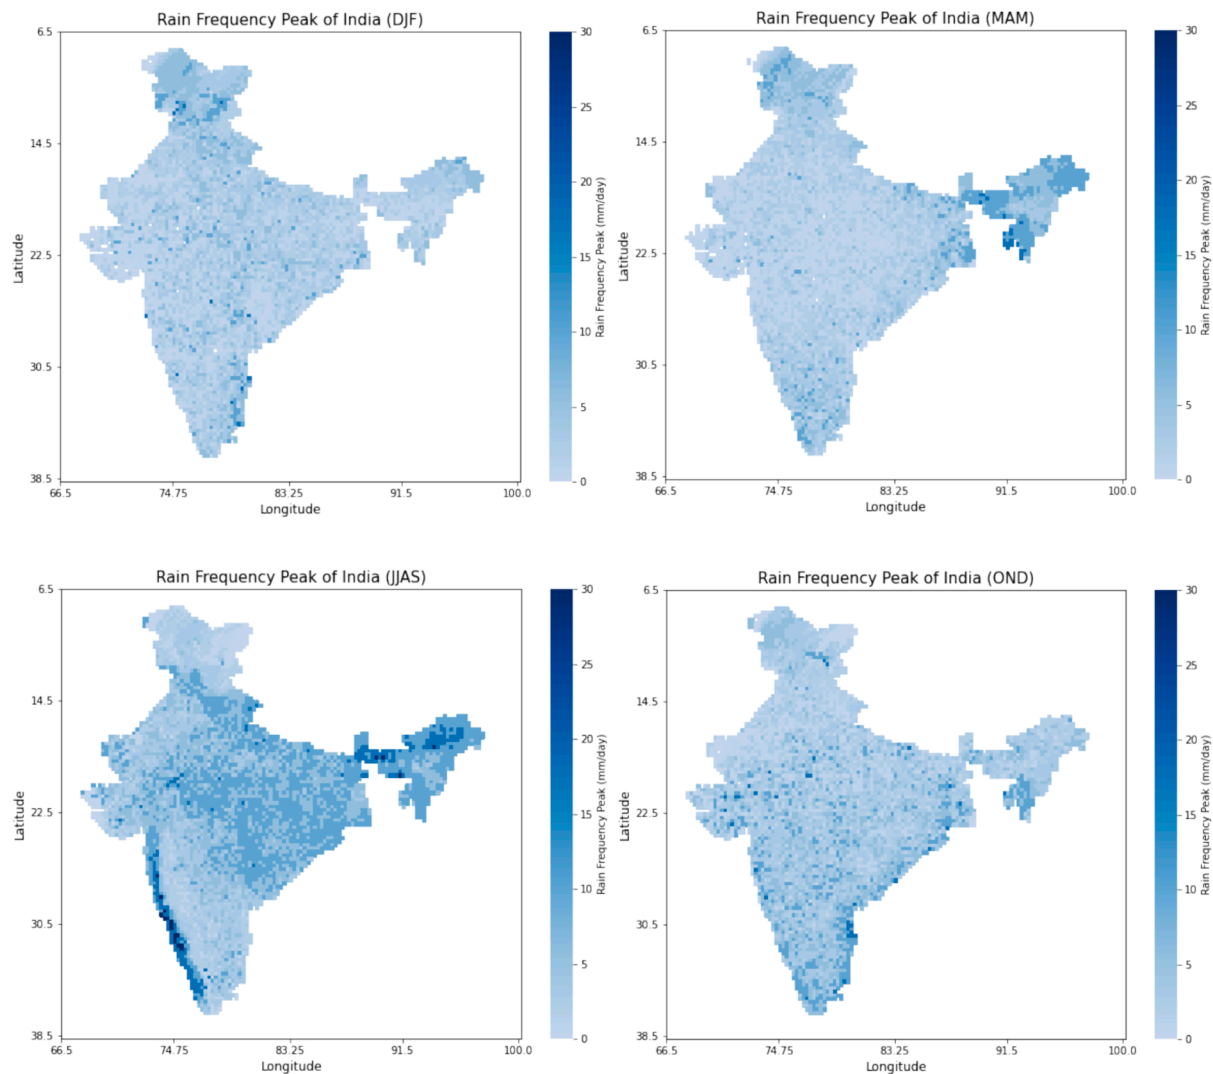 Rain Frequency Peak of India (DJF)
6.5
14.5
22.5
30.5
38.5
Latitude
66.5 74.75 83.25 91.5 100.0
Longitude
30
25
20
15
10
5
0
Rain Frequency Peak (mm/day)
Rain Frequency Peak of India (MAM)
6.5
14.5
22.5
30.5
38.5
Latitude
66.5 74.75 83.25 91.5 100.0
Longitude
30
25
20
15
10
5
0
Rain Frequency Peak (mm/day)
Rain Frequency Peak of India (JJAS)
6.5
14.5
22.5
30.5
38.5
Latitude
66.5 74.75 83.25 91.5 100.0
Longitude
30
25
20
15
10
5
0
Rain Frequency Peak (mm/day)
Rain Frequency Peak of India (OND)
6.5
14.5
22.5
30.5
38.5
Latitude
66.5 74.75 83.25 91.5 100.0
Longitude
30
25
20
15
10
5
0
Rain Frequency Peak (mm/day)